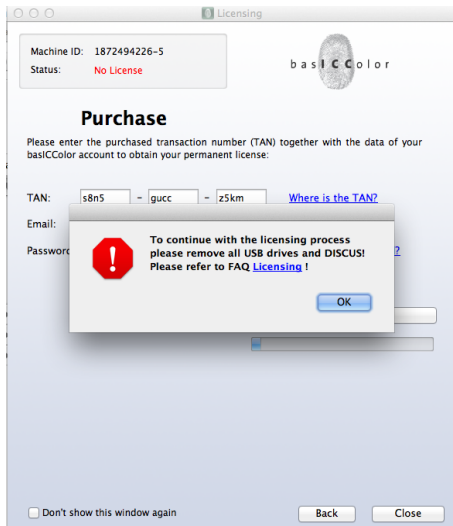 Licensing
Machine ID: 1872494226-5
Status: No License
basICColor
Purchase
Please enter the purchased transaction number (TAN) together with the data of your
basICColor account to obtain your permanent license:
TAN: s8n5 - gucc - z5km Where is the TAN?
Email:
Password ?
To continue with the licensing process
please remove all USB drives and DISCUS!
Please refer to FAQ Licensing !
OK
Don't show this window again
Back Close